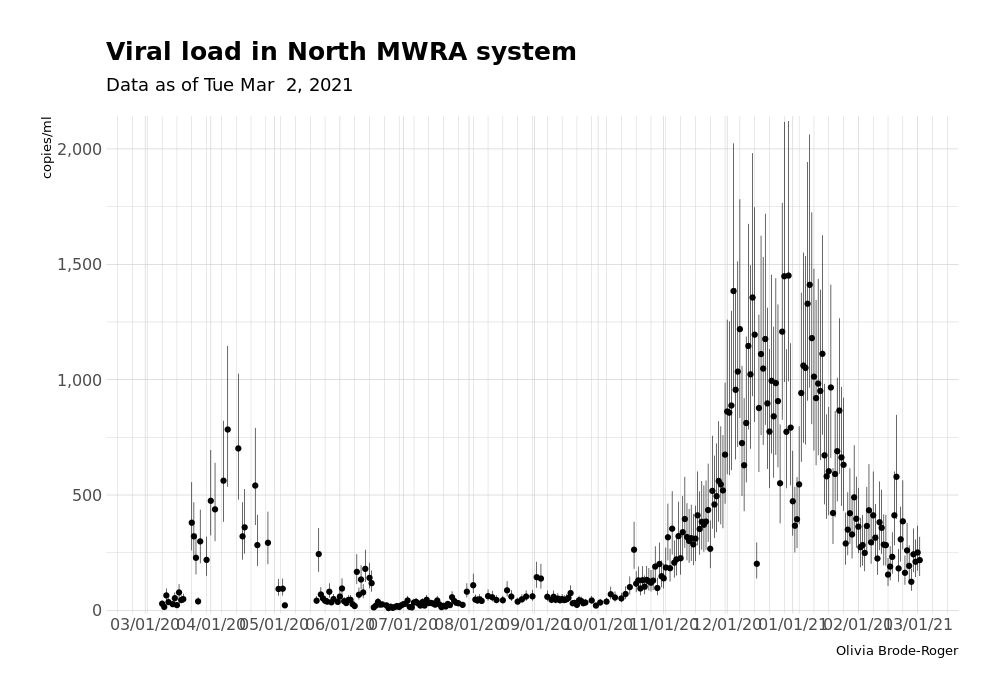 Viral load in North MWRA system
Data as of Tue Mar  2, 2021
copies/ml
2,000
1,500
1,000
500
0
03/01/20 04/01/20 05/01/20 06/01/20 07/01/20 08/01/20 09/01/20 10/01/20 11/01/20 12/01/20 01/01/21 02/01/21 03/01/21
Olivia Brode-Roger